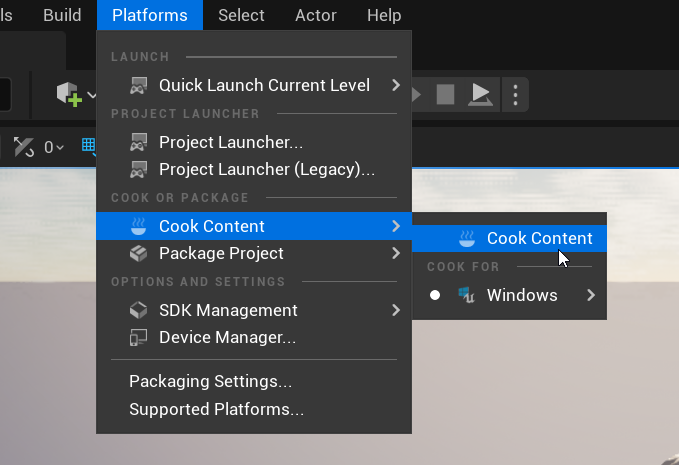 ls Build Platforms Select Actor Help
LAUNCH
Quick Launch Current Level
PROJECT LAUNCHER
0
Project Launcher...
Project Launcher (Legacy)...
COOK OR PACKAGE
Cook Content
Package Project
OPTIONS AND SETTINGS
SDK Management
Device Manager...
Packaging Settings...
Supported Platforms...
Cook Content
COOK FOR
Windows